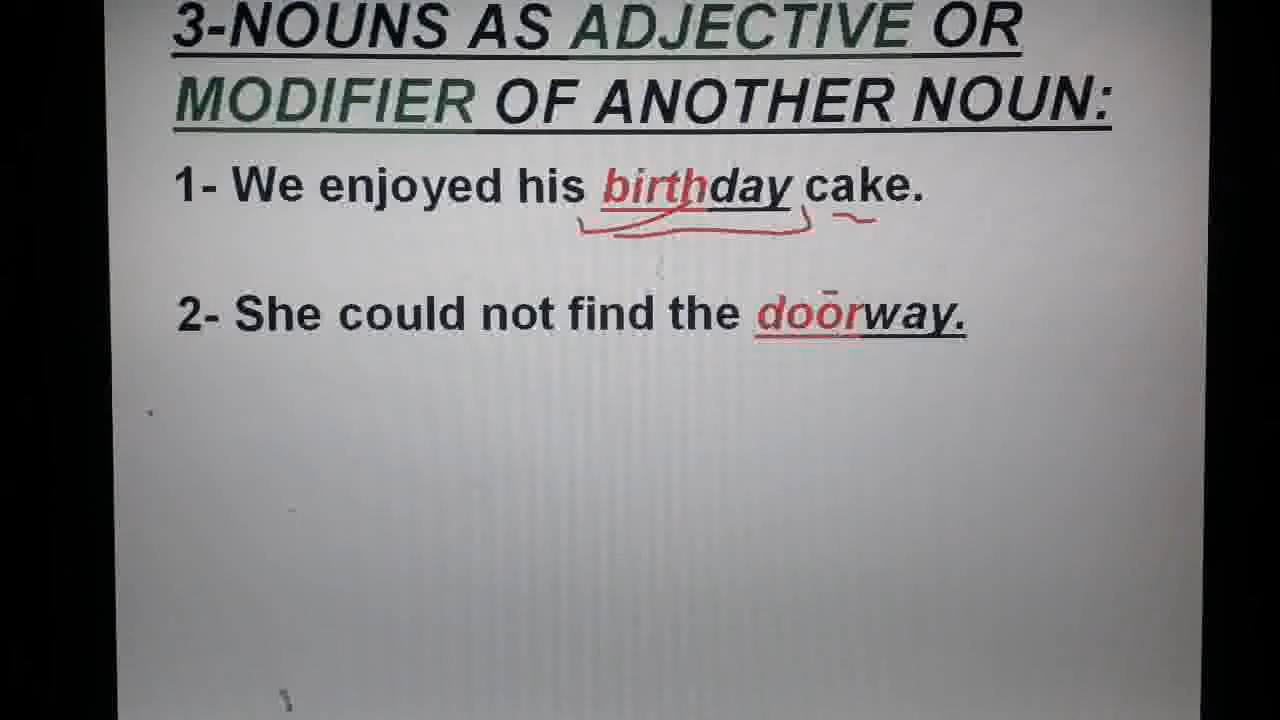 3-NOUNS AS ADJECTIVE OR
MODIFIER OF ANOTHER NOUN:
1- We enjoyed his birthday cake.
2- She could not find the doorway.